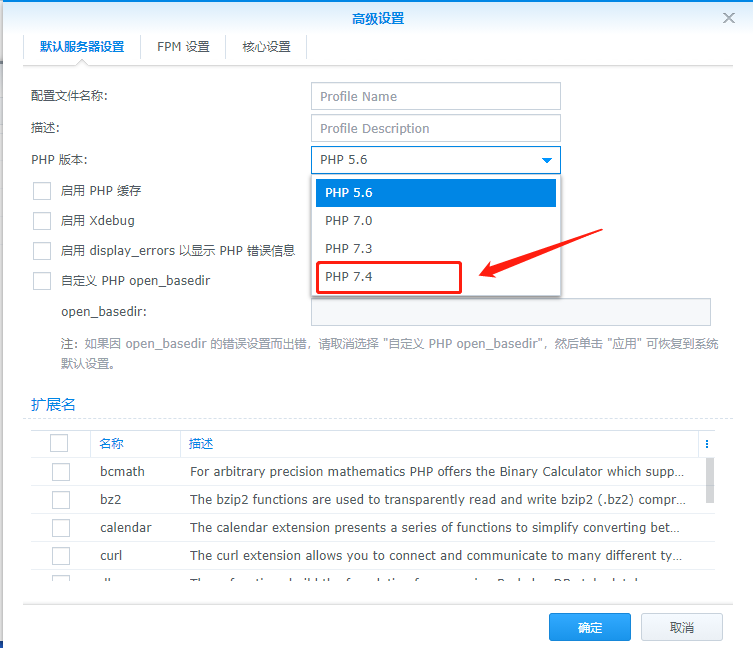 高级设置
默认服务器设置 FPM 设置 核心设置
配置文件名称: Profile Name
描述: Profile Description
PHP 版本: PHP 5.6
启用 PHP 缓存 PHP 5.6
启用 Xdebug PHP 7.0
启用 display_errors 以显示 PHP 错误信息 PHP 7.3
自定义 PHP open_basedir PHP 7.4
open_basedir:
注：如果因 open_basedir 的错误设置而出错，请取消选择 "自定义 PHP open_basedir"，然后单击 "应用" 可恢复到系统
默认设置。
扩展名
名称 描述
bcmath For arbitrary precision mathematics PHP offers the Binary Calculator which supp...
bz2 The bzip2 functions are used to transparently read and write bzip2 (.bz2) compr...
calendar The calendar extension presents a series of functions to simplify converting bet...
curl The curl extension allows you to connect and communicate to many different ty...
确定 取消